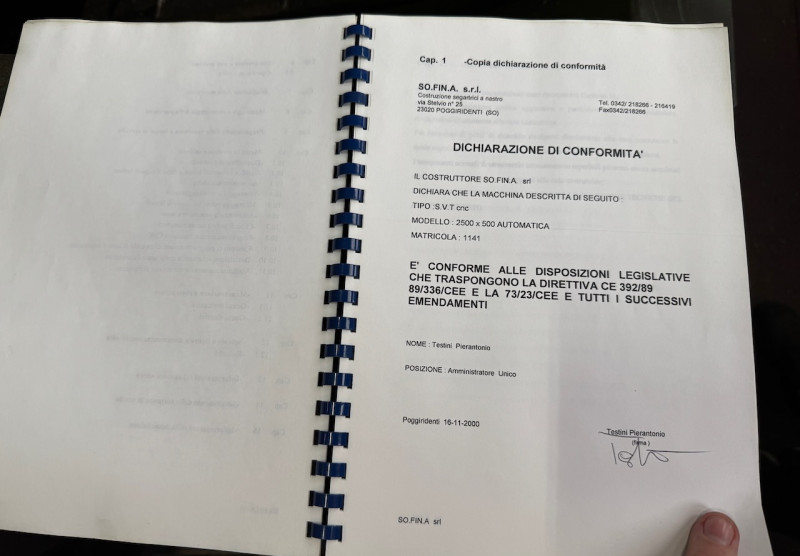 Cap. 1 -Copia dichiarazione di conformità
SO.FIN.A. s.r.l.
Costruzione segatrici a nastro
via Stelvio n° 25
23020 POGGIRIDENTI (SO)
Tel. 0342/ 218266 - 216419
Fax0342/218266
DICHIARAZIONE DI CONFORMITA'
IL COSTRUTTORE SO.FIN.A. srl
DICHIARA CHE LA MACCHINA DESCRITTA DI SEGUITO :
TIPO :S.V.T cnc
MODELLO : 2500 x 500 AUTOMATICA
MATRICOLA : 1141
E' CONFORME ALLE DISPOSIZIONI LEGISLATIVE
CHE TRASPONGONO LA DIRETTIVA CE 392/89
89/336/CEE E LA 73/23/CEE E TUTTI I SUCCESSIVI
EMENDAMENTI
NOME : Testini Pierantonio
POSIZIONE : Amministratore Unico
Poggiridenti 16-11-2000
Testini Pierantonio
(firma )
SO.FIN.A srl